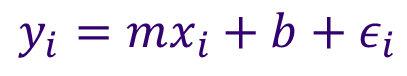 yᵢ = mxᵢ + b + ϵᵢ